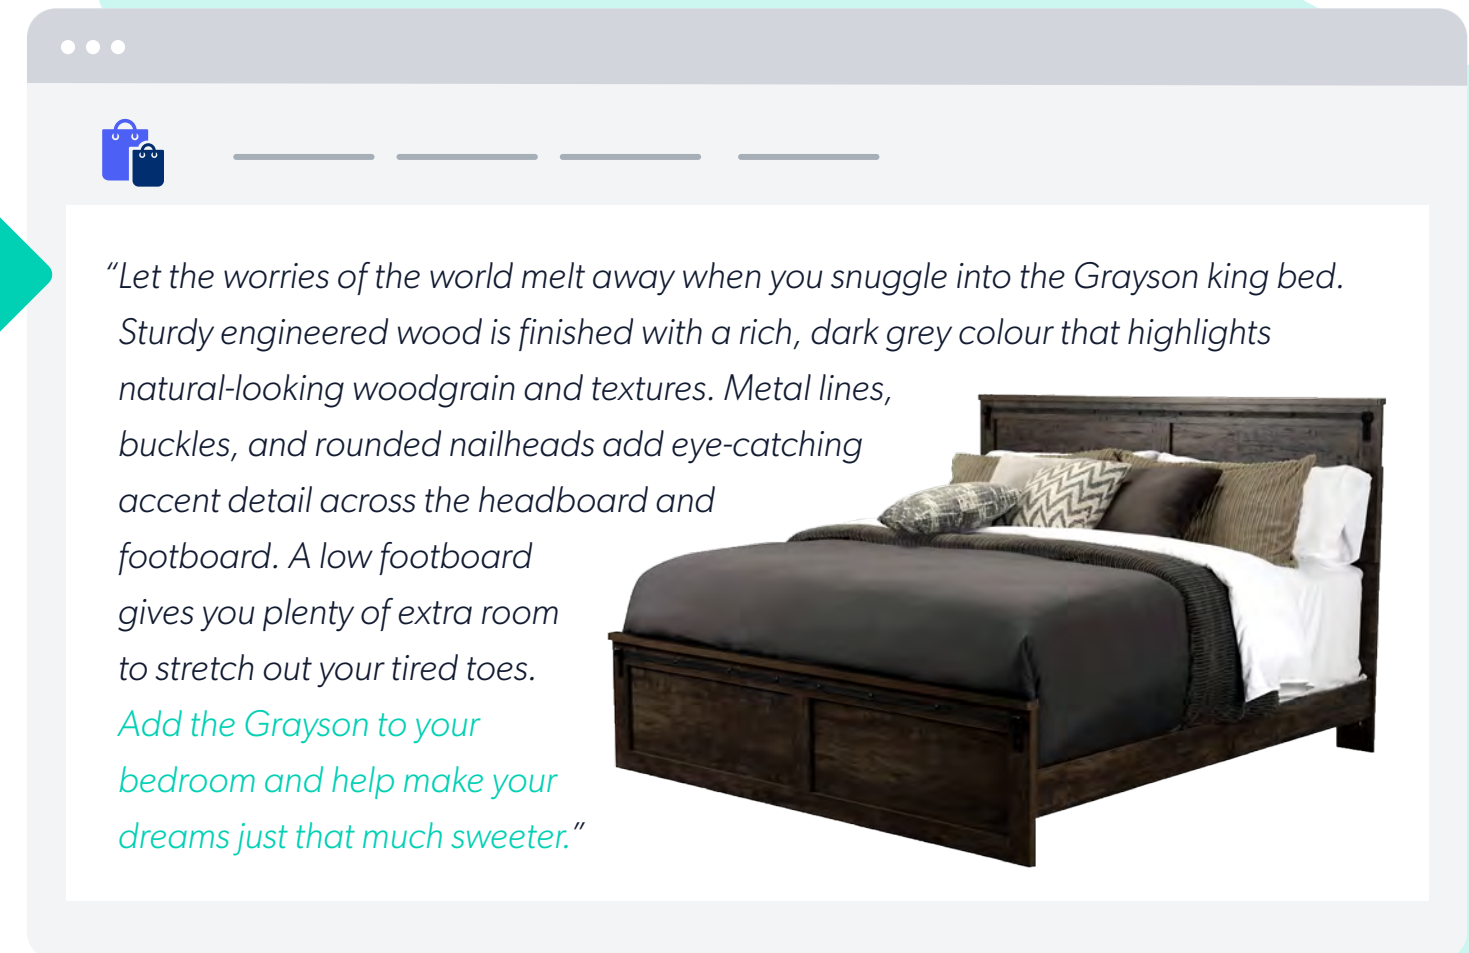 “Let the worries of the world melt away when you snuggle into the Grayson king bed.
Sturdy engineered wood is finished with a rich, dark grey colour that highlights
natural-looking woodgrain and textures. Metal lines,
buckles, and rounded nailheads add eye-catching
accent detail across the headboard and
footboard. A low footboard
gives you plenty of extra room
to stretch out your tired toes.
Add the Grayson to your
bedroom and help make your
dreams just that much sweeter.”